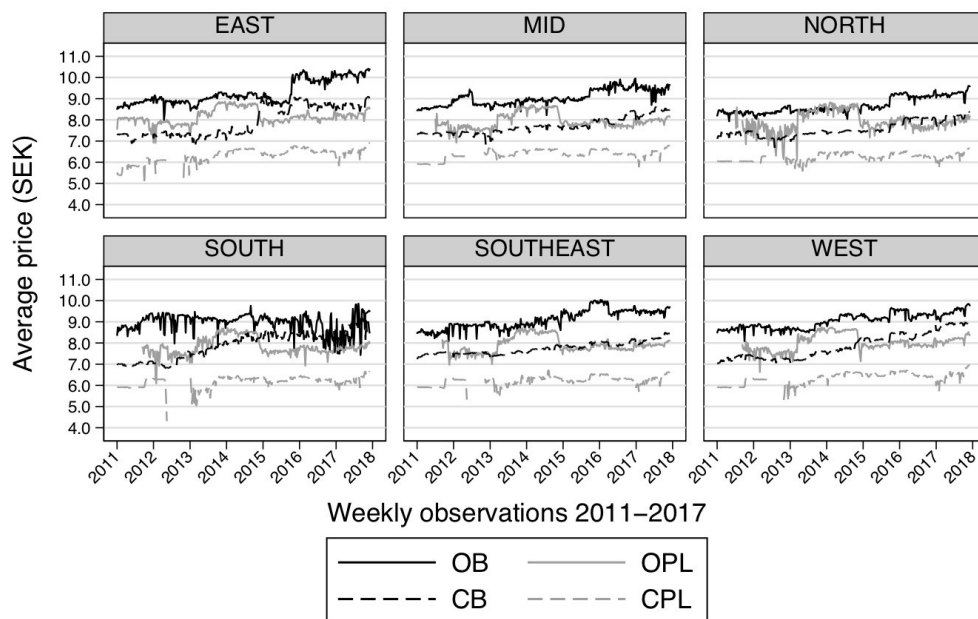 EAST MID NORTH
11.0
10.0
9.0
8.0
7.0
6.0
5.0
4.0
SOUTH SOUTHEAST WEST
11.0
10.0
9.0
8.0
7.0
6.0
5.0
4.0
Average price (SEK)
2011 2012 2013 2014 2015 2016 2017 2018 2011 2012 2013 2014 2015 2016 2017 2018 2011 2012 2013 2014 2015 2016 2017 2018
Weekly observations 2011–2017
OB OPL
CB CPL